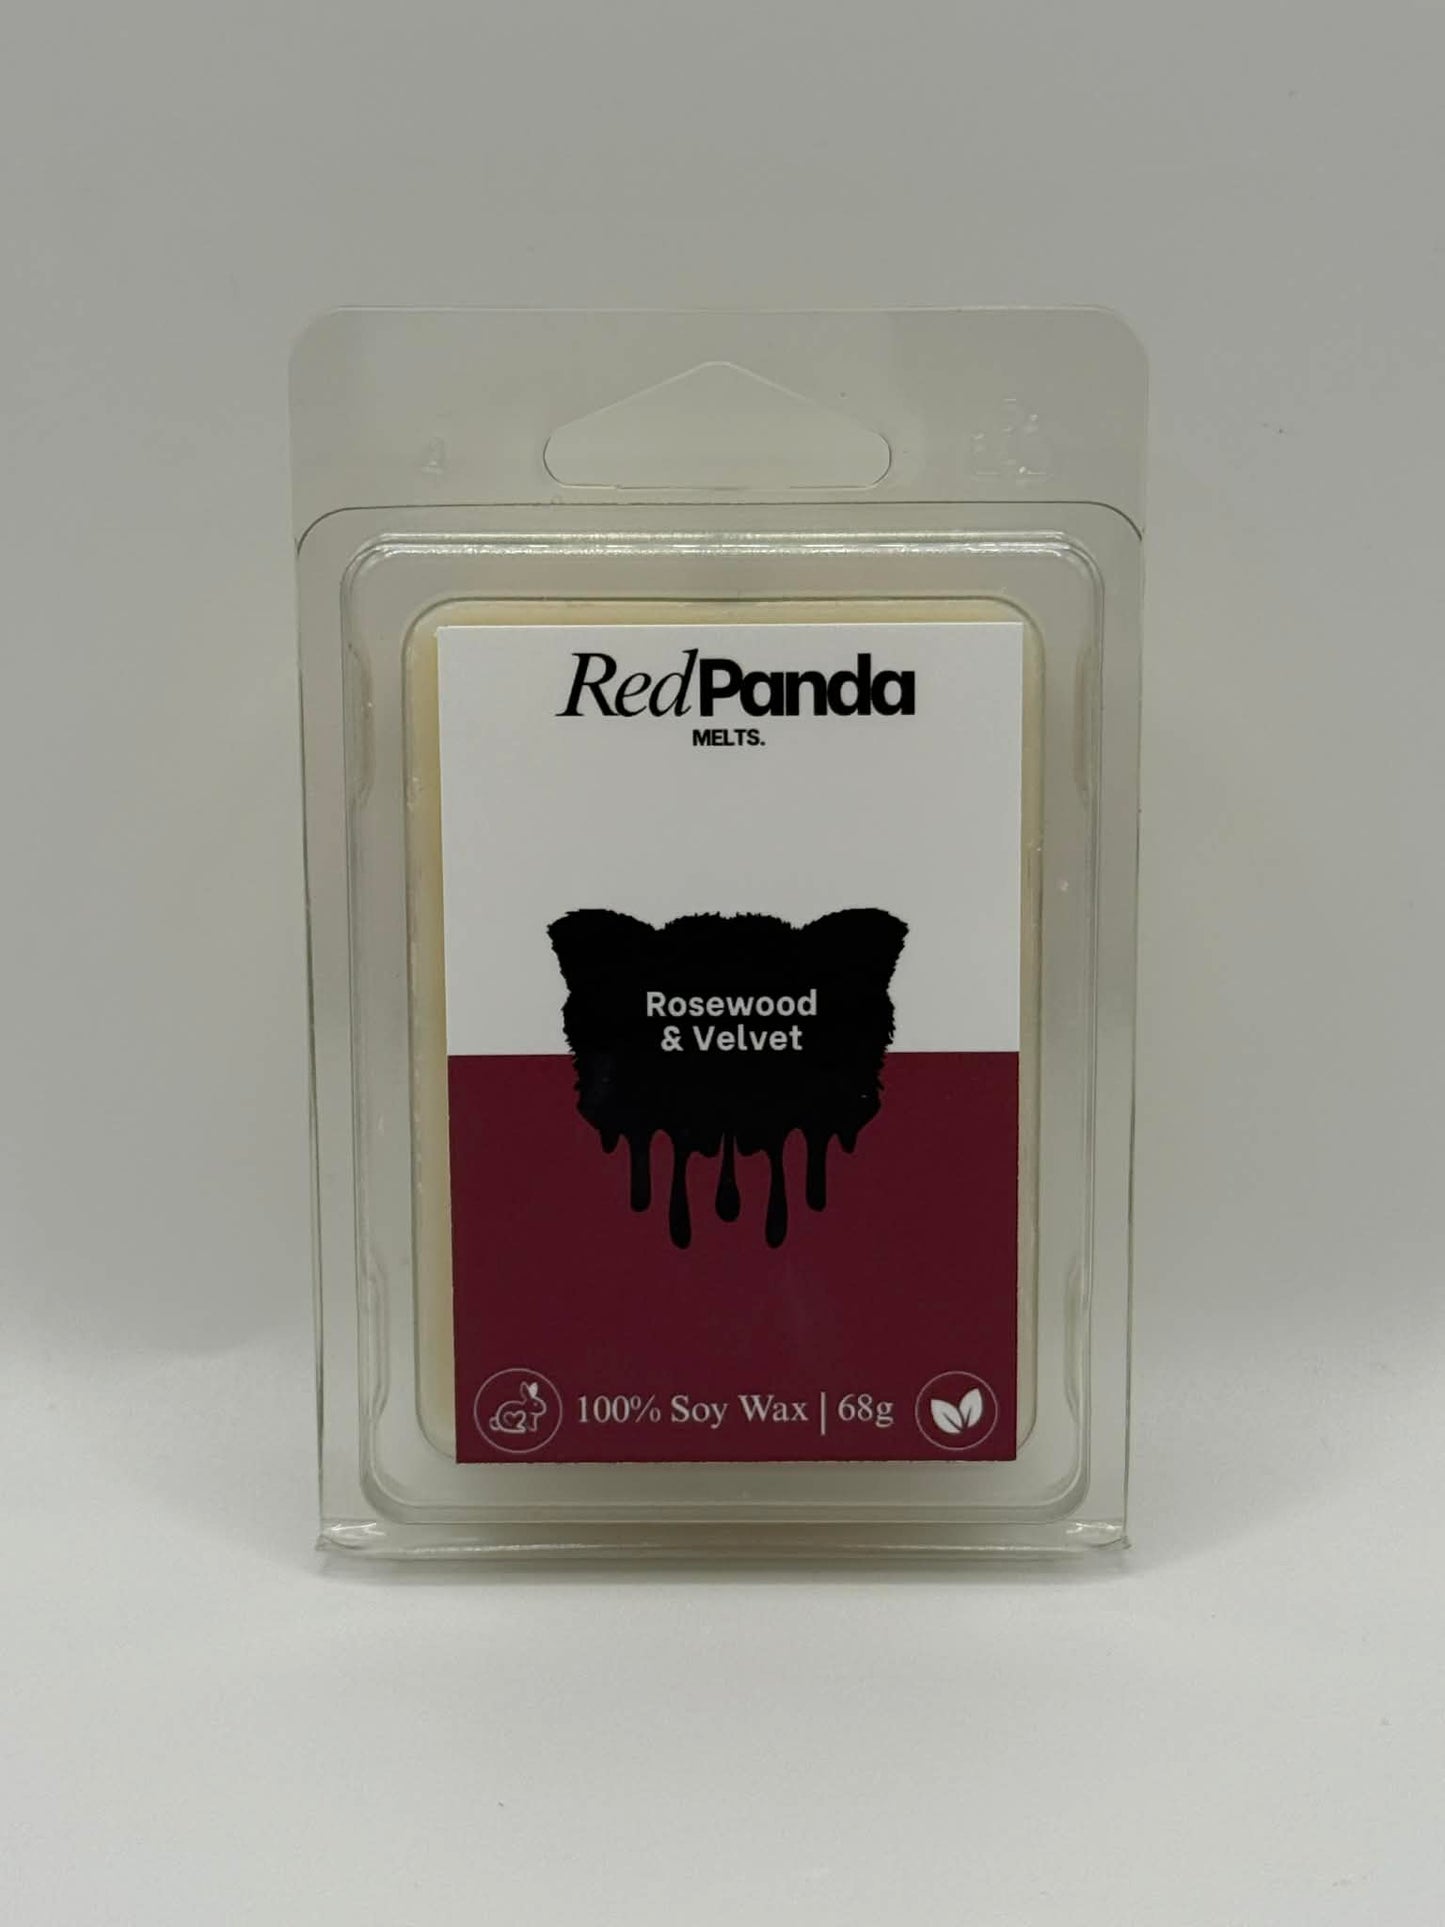 RedPanda
MELTS.
Rosewood
& Velvet
100% Soy Wax | 68g